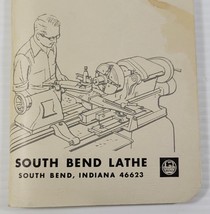 SOUTH BEND LATHE
SOUTH BEND, INDIANA 46623